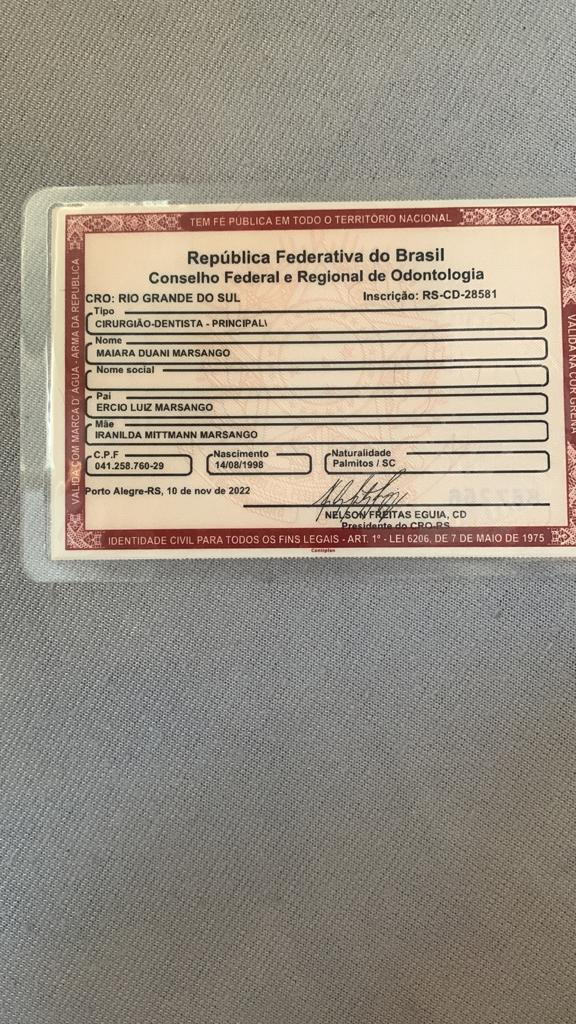 TEM FÉ PÚBLICA EM TODO O TERRITÓRIO NACIONAL
República Federativa do Brasil
Conselho Federal e Regional de Odontologia
CRO: RIO GRANDE DO SUL Inscrição: RS-CD-28581
Tipo
CIRURGIÃO-DENTISTA - PRINCIPAL\
Nome
MAIARA DUANI MARSANGO
Nome social
Pai
ERCIO LUIZ MARSANGO
Mãe
IRANILDA MITTMANN MARSANGO
C.P.F Nascimento Naturalidade
041.258.760-29 14/08/1998 Palmitos / SC
Porto Alegre-RS, 10 de nov de 2022
NELSON FREITAS EGUIA, CD
Presidente do CRO-RS
IDENTIDADE CIVIL PARA TODOS OS FINS LEGAIS - ART. 1º - LEI 6206, DE 7 DE MAIO DE 1975
VALIDA COM MARCA D' ÁGUA - ARMA DA REPÚBLICA
VÁLIDA NA COR GRENÁ